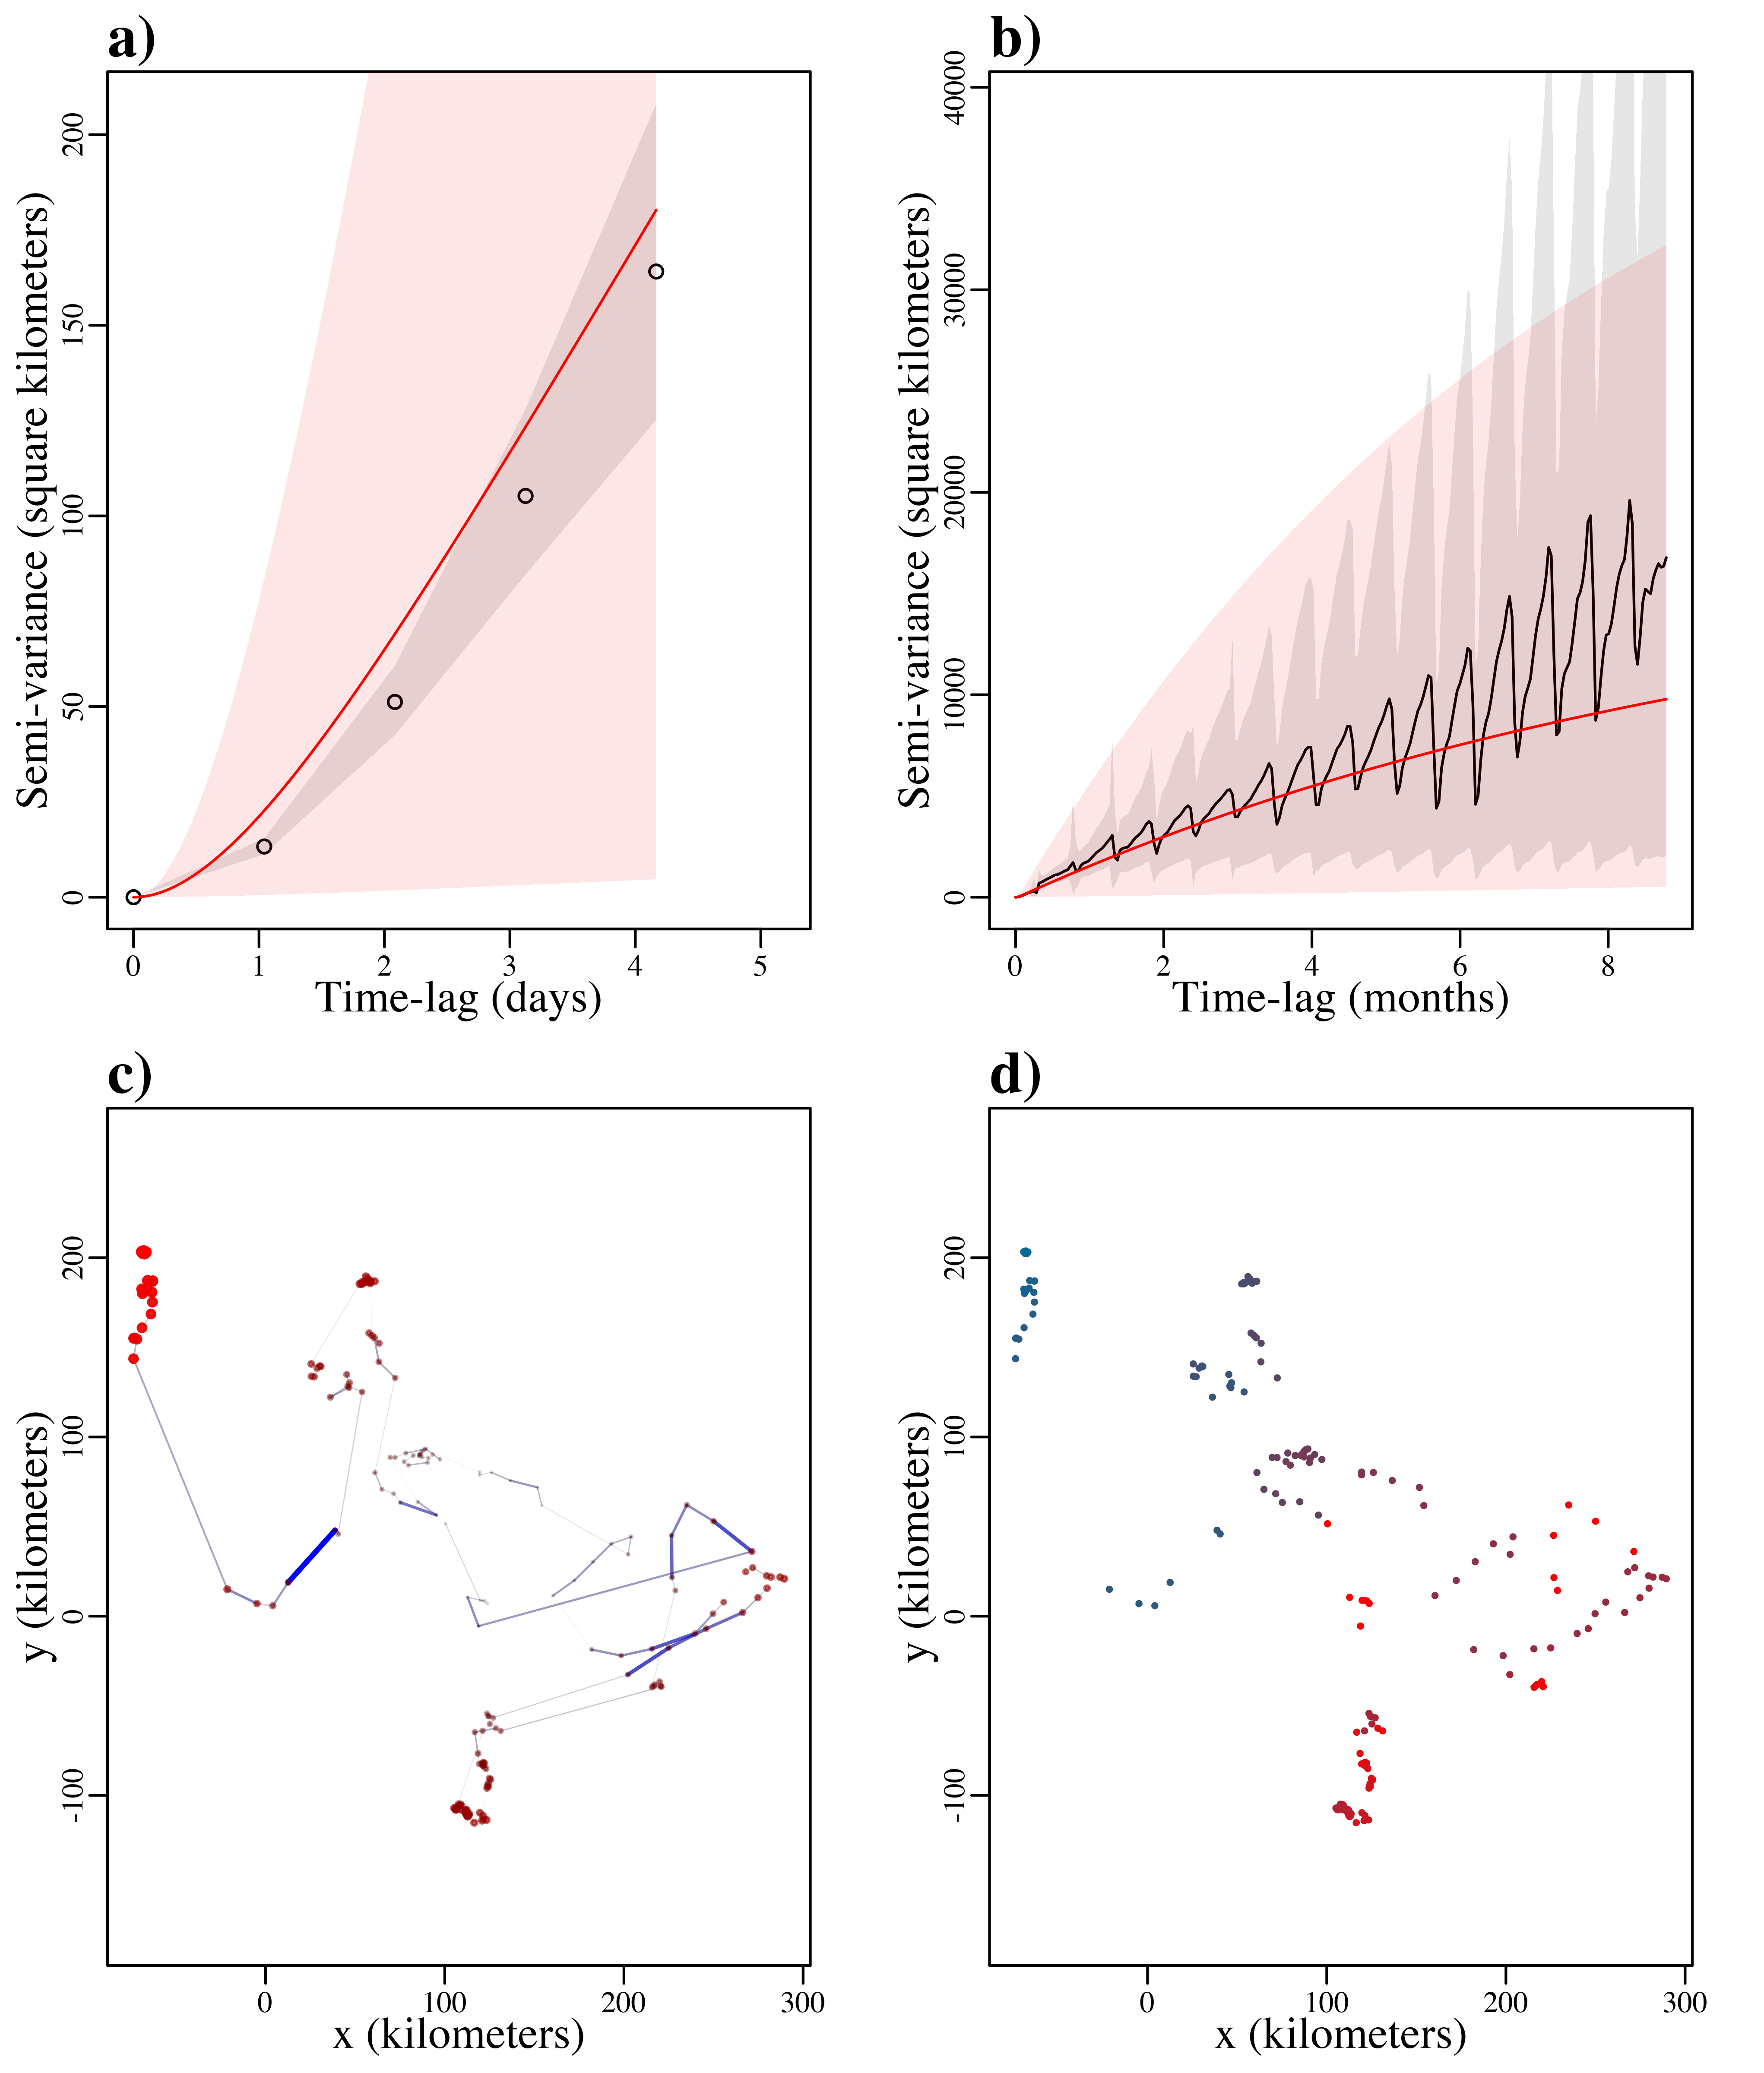 a)
Semi-variance (square kilometers)
0 50 100 150 200
0 1 2 3 4 5
Time-lag (days)
b)
Semi-variance (square kilometers)
0 10000 20000 30000 40000
0 2 4 6 8
Time-lag (months)
c)
y (kilometers)
-100 0 100 200
0 100 200 300
x (kilometers)
d)
y (kilometers)
-100 0 100 200
0 100 200 300
x (kilometers)